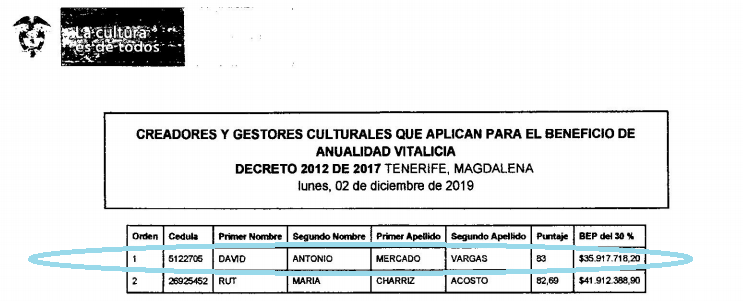 La cultura
es de todos
CREADORES Y GESTORES CULTURALES QUE APLICAN PARA EL BENEFICIO DE
ANUALIDAD VITALICIA
DECRETO 2012 DE 2017 TENERIFE, MAGDALENA
lunes, 02 de diciembre de 2019
Orden Cedula Primer Nombre Segundo Nombre Primer Apellido Segundo Apellido Puntaje BEP del 30 %
1 5122705 DAVID ANTONIO MERCADO VARGAS 83 $35.917.718,20
2 26925452 RUT MARIA CHARRIZ ACOSTO 82,69 $41.912.388,90